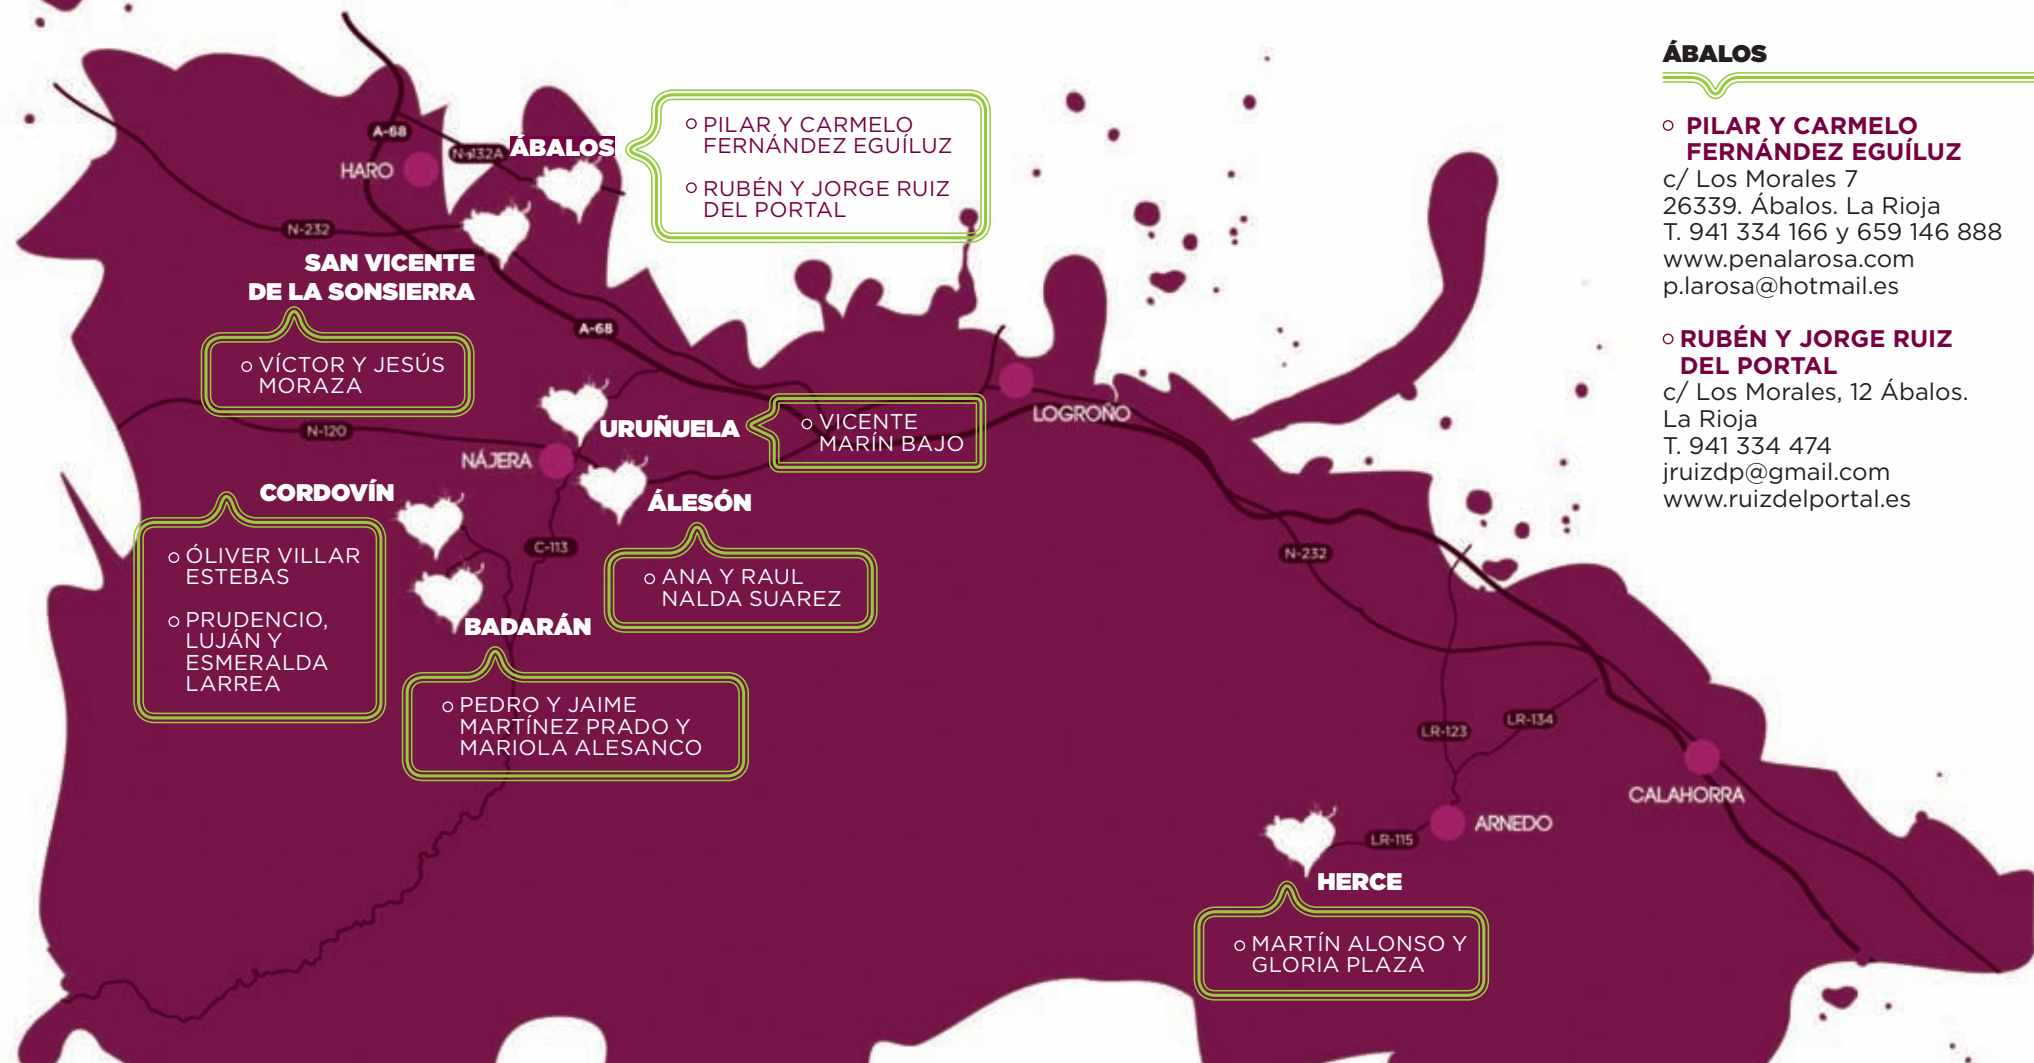 A-68
HARO
N-132A
ÁBALOS
PILAR Y CARMELO
FERNÁNDEZ EGUÍLUZ
RUBÉN Y JORGE RUIZ
DEL PORTAL
N-232
SAN VICENTE
DE LA SONSIERRA
VÍCTOR Y JESÚS
MORAZA
A-68
N-120
NÁJERA
URUÑUELA
VICENTE
MARÍN BAJO
LOGROÑO
CORDOVÍN
ÓLIVER VILLAR
ESTEBAS
PRUDENCIO,
LUJÁN Y
ESMERALDA
LARREA
ÁLESÓN
C-113
ANA Y RAUL
NALDA SUAREZ
BADARÁN
PEDRO Y JAIME
MARTÍNEZ PRADO Y
MARIOLA ALESANCO
N-232
LR-123
LR-134
CALAHORRA
ARNEDO
LR-115
HERCE
MARTÍN ALONSO Y
GLORIA PLAZA
ÁBALOS
PILAR Y CARMELO
FERNÁNDEZ EGUÍLUZ
c/ Los Morales 7
26339. Ábalos. La Rioja
T. 941 334 166 y 659 146 888
www.penalarosa.com
p.larosa@hotmail.es
RUBÉN Y JORGE RUIZ
DEL PORTAL
c/ Los Morales, 12 Ábalos.
La Rioja
T. 941 334 474
jruizdp@gmail.com
www.ruizdelportal.es